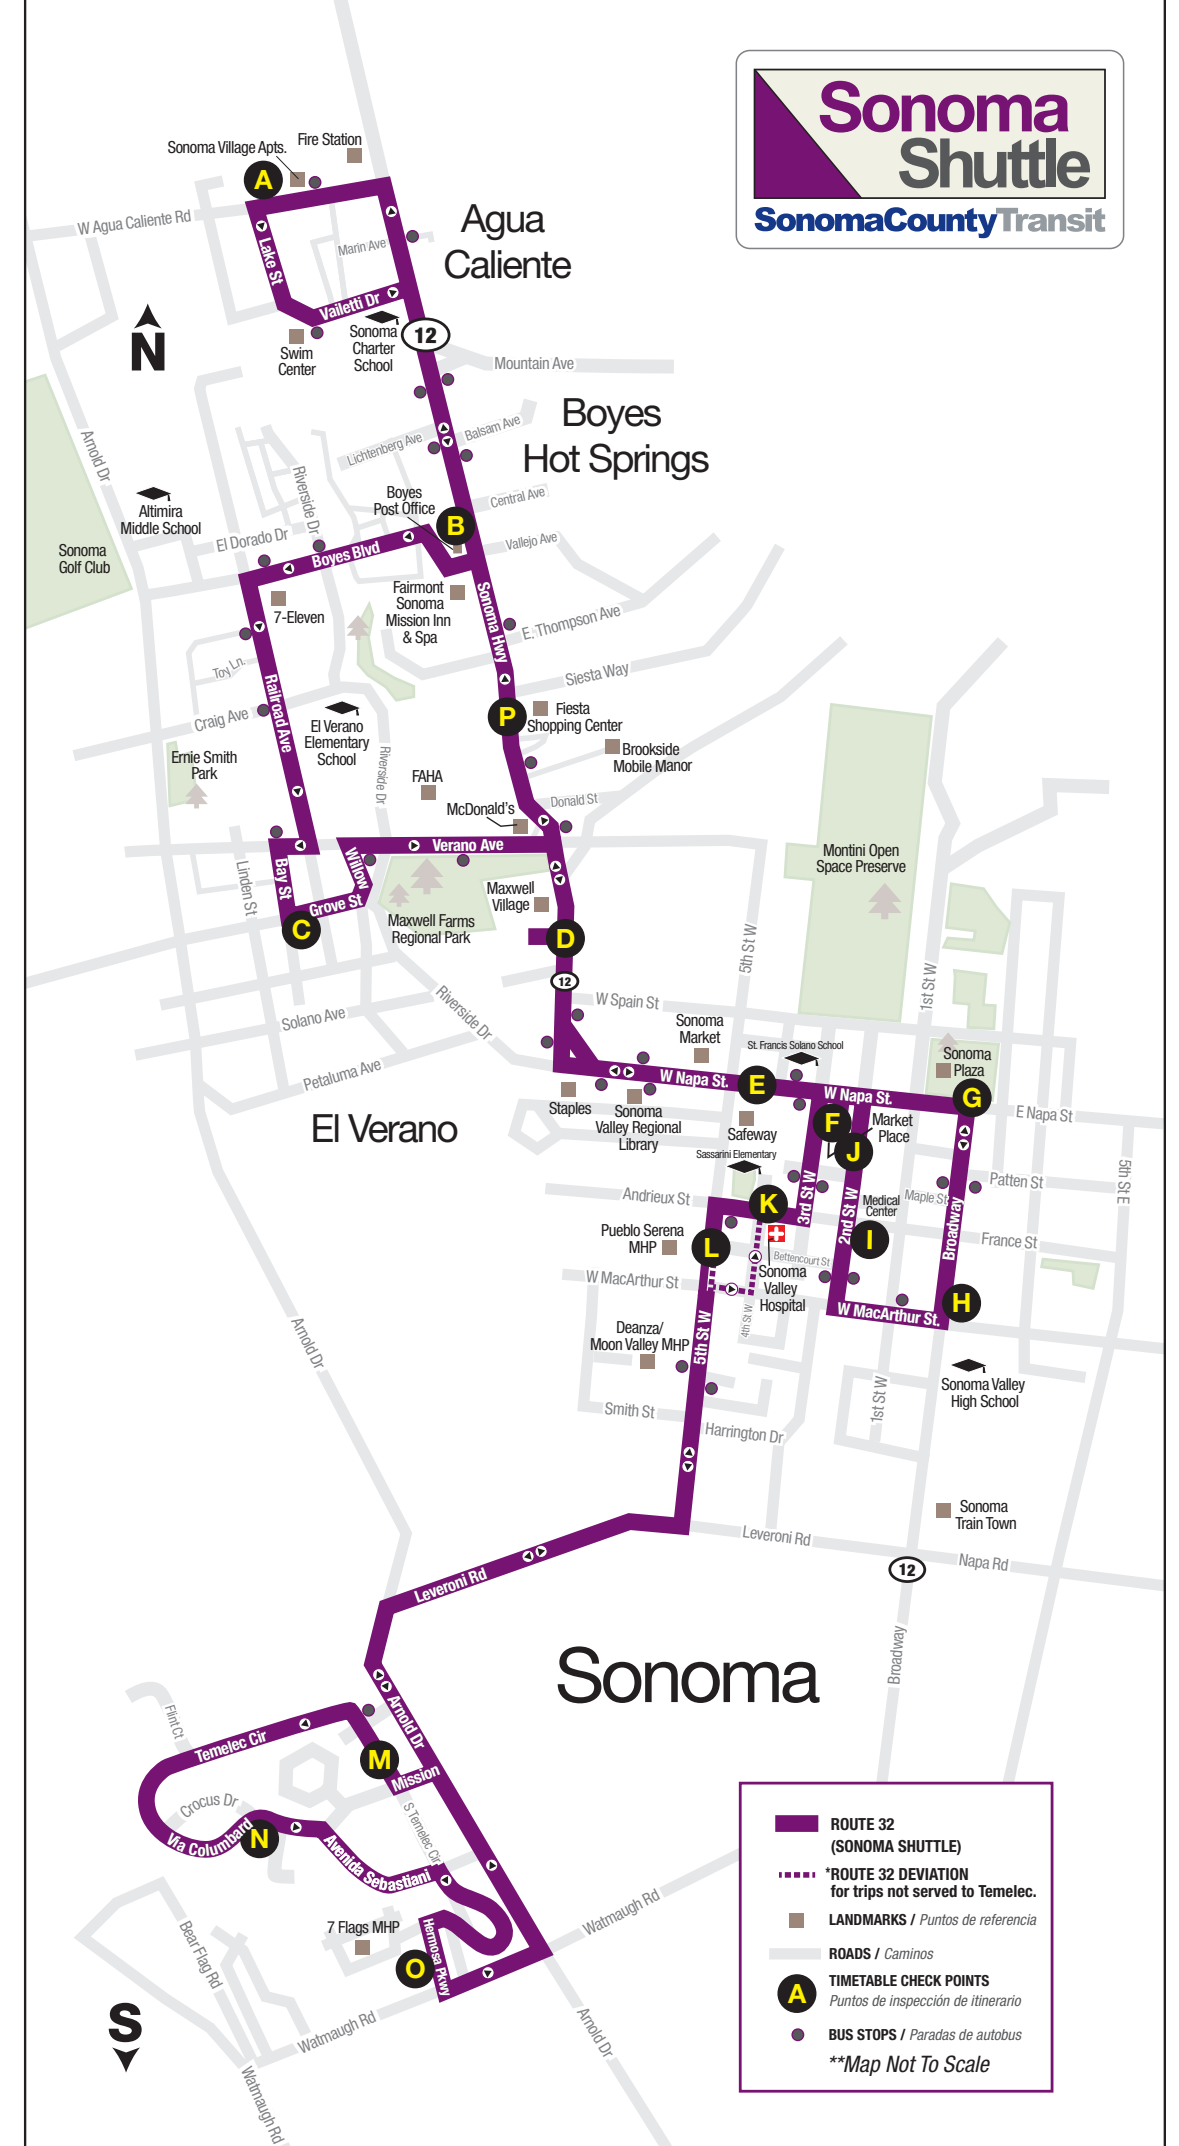 Sonoma
Shuttle
SonomaCountyTransit
Fire Station
Sonoma Village Apts.
A
W Agua Caliente Rd
Agua
Caliente
Lake St
Marin Ave
Vailetti Dr
N
Swim
Center
Sonoma
Charter
School
12
Mountain Ave
Boyes
Hot Springs
Arnold Dr
Lichtenberg Ave
Balsam Ave
Riverside Dr
Altimira
Middle School
Boyes
Post Office
Central Ave
B
El Dorado Dr
Vallejo Ave
Sonoma
Golf Club
Boyes Blvd
7-Eleven
Fairmont
Sonoma
Mission Inn
& Spa
Sonoma Hwy
E. Thompson Ave
Toy Ln.
Siesta Way
Railroad Ave
Craig Ave
P
Fiesta
Shopping Center
El Verano
Elementary
School
Brookside
Mobile Manor
Ernie Smith
Park
Riverside Dr
FAHA
McDonald's
Donald St
Verano Ave
Willow
Bay St
Linden St
Grove St
C
Maxwell
Village
Maxwell Farms
Regional Park
D
Montini Open
Space Preserve
5th St W
1st St W
12
Riverside Dr
W Spain St
Solano Ave
Sonoma
Market
St. Francis Solano School
Sonoma
Plaza
Petaluma Ave
W Napa St.
E
W Napa St.
G
E Napa St
Staples
Sonoma
Valley Regional
Library
Safeway
F
Market
Place
J
El Verano
Sassarini Elementary
5th St E
Patten St
Andrieux St
K
3rd St W
2nd St W
Maple St
Medical
Center
Broadway
Pueblo Serena
MHP
L
I
France St
Bettencourt St
W MacArthur St
Sonoma
Valley
Hospital
4th St W
H
W MacArthur St.
Deanza/
Moon Valley MHP
5th St W
Arnold Dr
Sonoma Valley
High School
1st St W
Smith St
Harrington Dr
Sonoma
Train Town
Leveroni Rd
12
Napa Rd
Leveroni Rd
Sonoma
Broadway
Arnold Dr
Flint Ct
Temelec Cir
M
Mission
Crocus Dr
S Temelec Cir
Via Columbard
N
Avenida Sebastiani
7 Flags MHP
Bear Flag Rd
Hermosa Pkwy
O
Watmaugh Rd
S
Watmaugh Rd
Arnold Dr
Watmaugh Rd
ROUTE 32
(SONOMA SHUTTLE)
*ROUTE 32 DEVIATION
for trips not served to Temelec.
LANDMARKS / Puntos de referencia
ROADS / Caminos
A
TIMETABLE CHECK POINTS
Puntos de inspección de itinerario
BUS STOPS / Paradas de autobus
**Map Not To Scale